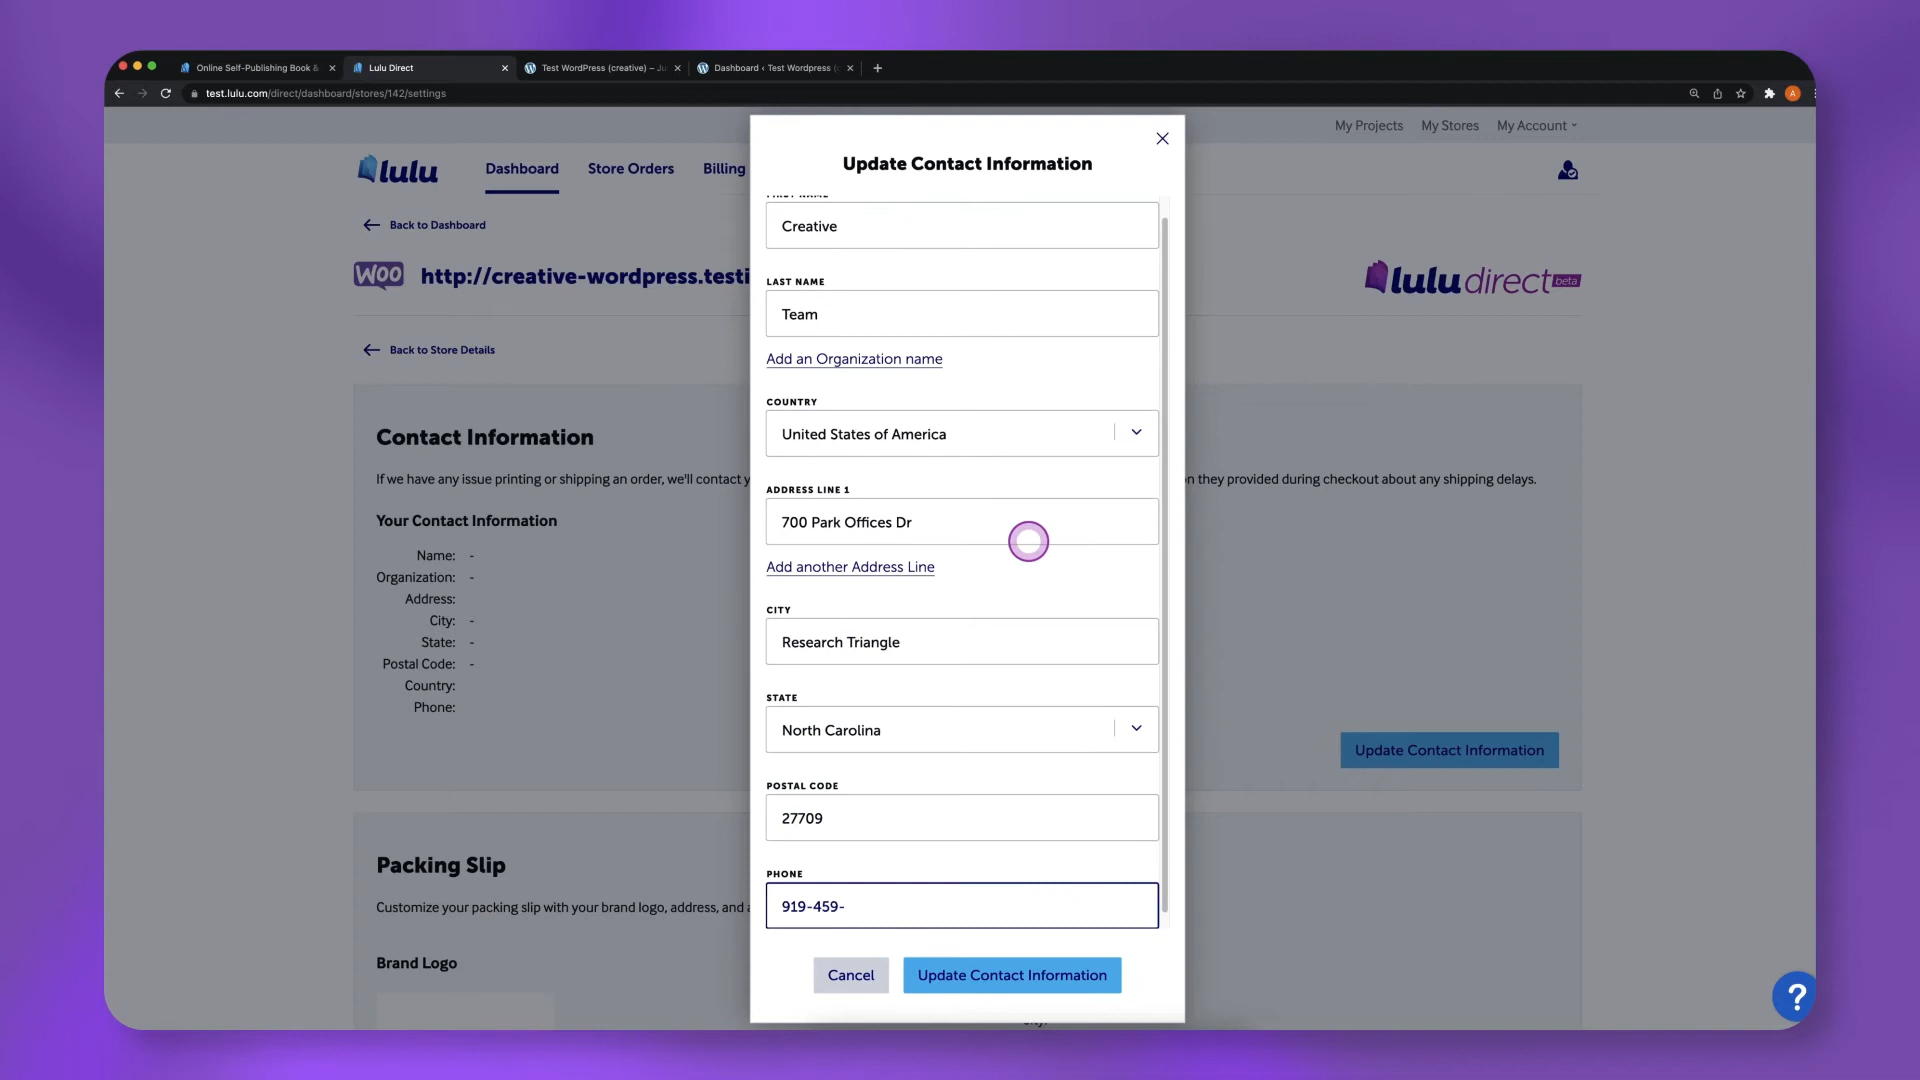 Online Self-Publishing Book &
Lulu Direct
Test WordPress (creative) – Ju
Dashboard ‹ Test Wordpress (c
test.lulu.com/direct/dashboard/stores/142/settings
A
My Projects
My Stores
My Account
lulu
Dashboard
Store Orders
Billing
Back to Dashboard
WOO
http://creative-wordpress.testi
lulu direct beta
Back to Store Details
Contact Information
If we have any issue printing or shipping an order, we'll contact y
n they provided during checkout about any shipping delays.
Your Contact Information
Name: -
Organization: -
Address:
City: -
State: -
Postal Code: -
Country:
Phone:
Update Contact Information
Packing Slip
Customize your packing slip with your brand logo, address, and a
Brand Logo
Update Contact Information
FIRST NAME
Creative
LAST NAME
Team
Add an Organization name
COUNTRY
United States of America
ADDRESS LINE 1
700 Park Offices Dr
Add another Address Line
CITY
Research Triangle
STATE
North Carolina
POSTAL CODE
27709
PHONE
919-459-
Cancel
Update Contact Information
City:
?